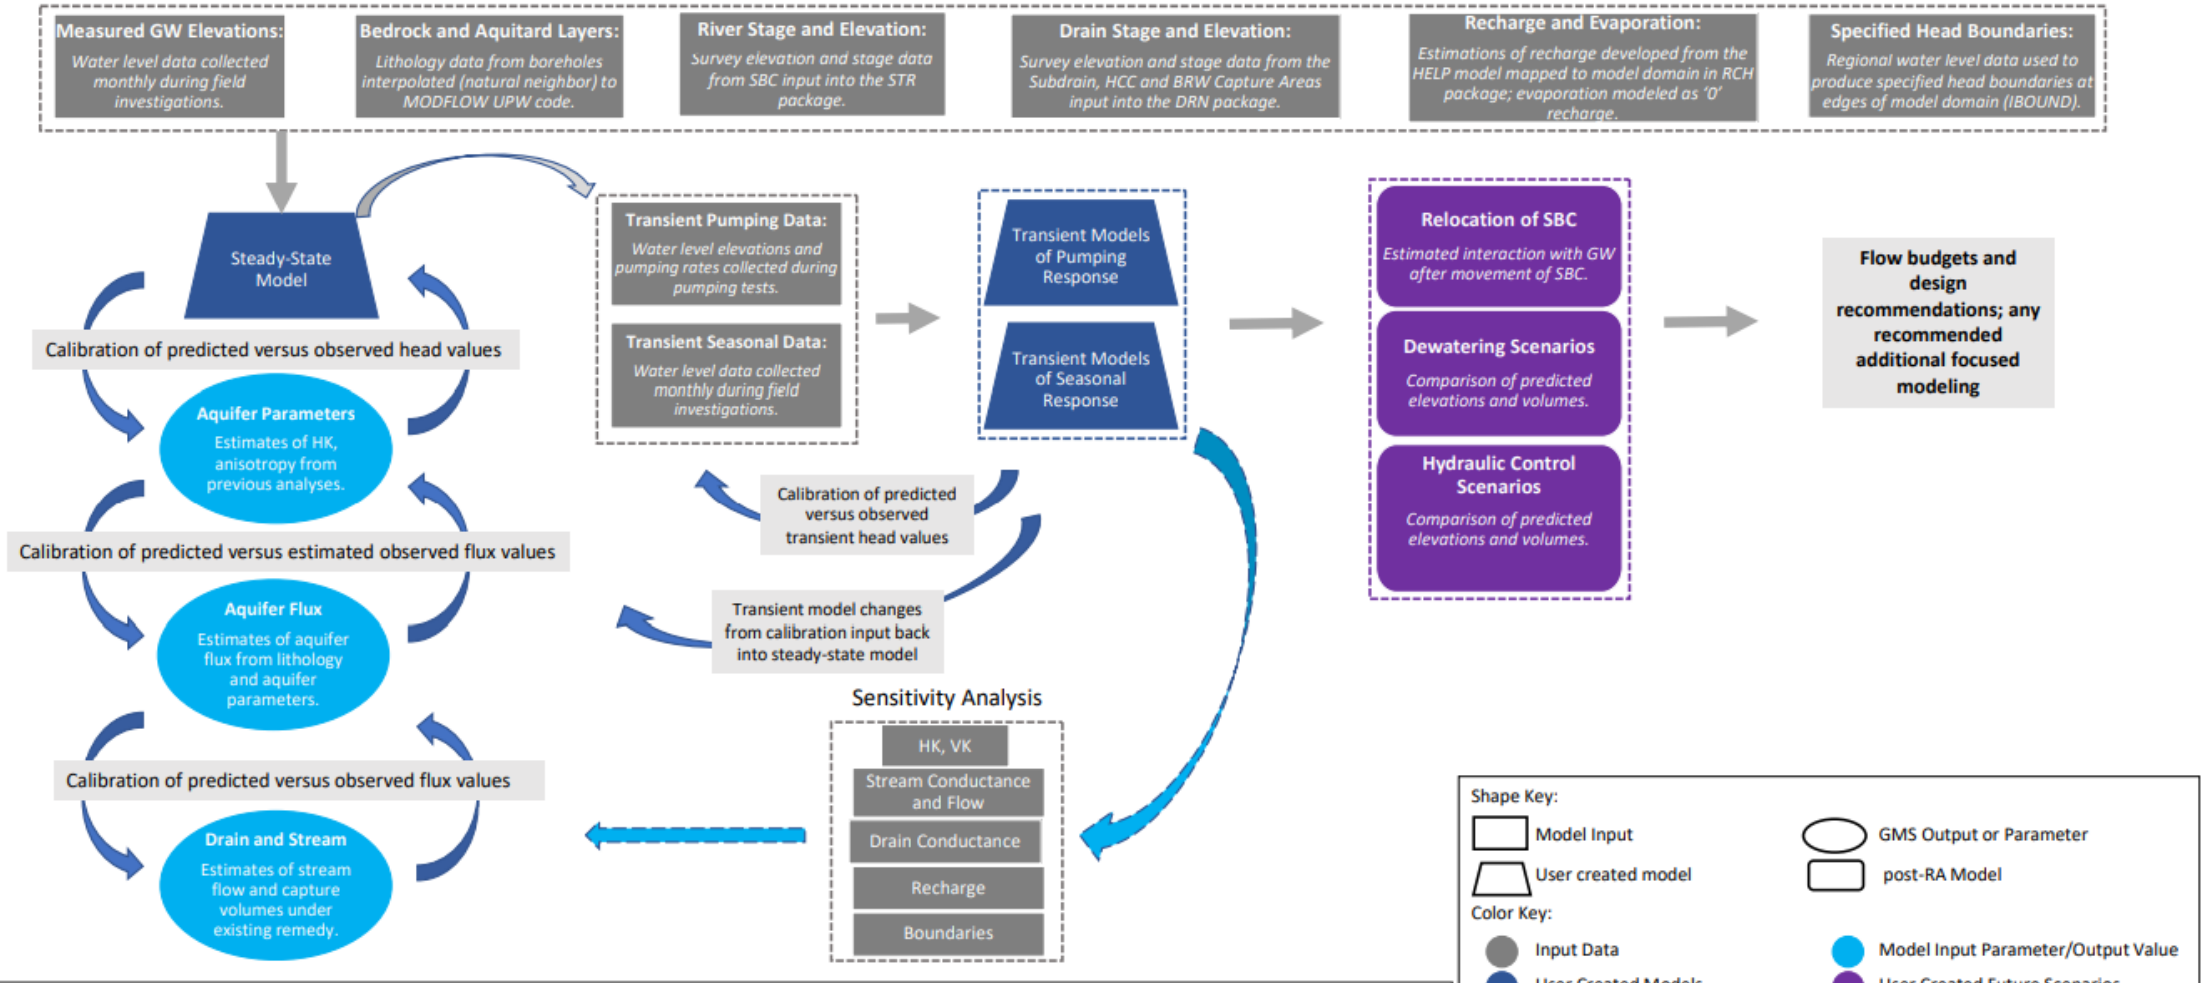 Measured GW Elevations:
Water level data collected
monthly during field
investigations.
Bedrock and Aquitard Layers:
Lithology data from boreholes
interpolated (natural neighbor) to
MODFLOW UPW code.
River Stage and Elevation:
Survey elevation and stage data
from SBC input into the STR
package.
Drain Stage and Elevation:
Survey elevation and stage data from the
Subdrain, HCC and BRW Capture Areas
input into the DRN package.
Recharge and Evaporation:
Estimations of recharge developed from the
HELP model mapped to model domain in RCH
package; evaporation modeled as ‘0’
recharge.
Specified Head Boundaries:
Regional water level data used to
produce specified head boundaries at
edges of model domain (IBOUND).
Steady-State
Model
Calibration of predicted versus observed head values
Aquifer Parameters
Estimates of HK,
anisotropy from
previous analyses.
Calibration of predicted versus estimated observed flux values
Aquifer Flux
Estimates of aquifer
flux from lithology
and aquifer
parameters.
Calibration of predicted versus observed flux values
Drain and Stream
Estimates of stream
flow and capture
volumes under
existing remedy.
Transient Pumping Data:
Water level elevations and
pumping rates collected during
pumping tests.
Transient Seasonal Data:
Water level data collected
monthly during field
investigations.
Transient Models
of Pumping
Response
Transient Models
of Seasonal
Response
Calibration of predicted
versus observed
transient head values
Transient model changes
from calibration input back
into steady-state model
Sensitivity Analysis
HK, VK
Stream Conductance
and Flow
Drain Conductance
Recharge
Boundaries
Relocation of SBC
Estimated interaction with GW
after movement of SBC.
Dewatering Scenarios
Comparison of predicted
elevations and volumes.
Hydraulic Control
Scenarios
Comparison of predicted
elevations and volumes.
Flow budgets and
design
recommendations; any
recommended
additional focused
modeling
Shape Key:
Model Input
GMS Output or Parameter
User created model
post-RA Model
Color Key:
Input Data
Model Input Parameter/Output Value
User Created Models
User Created Future Scenarios